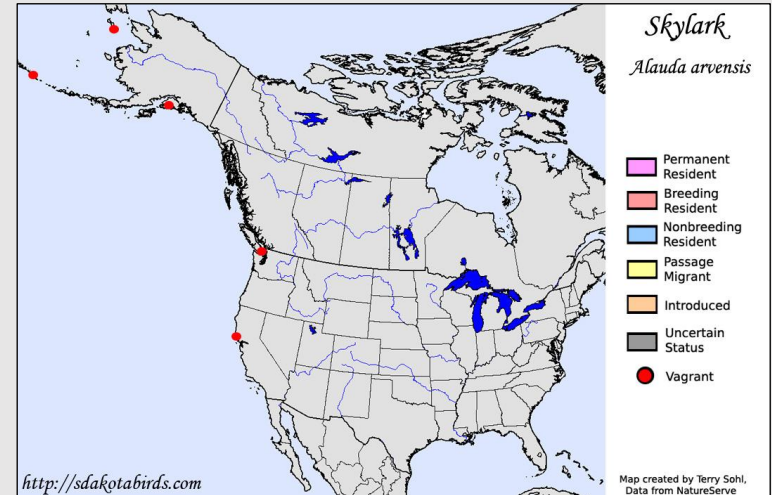 Skylark
Alauda arvensis
Permanent
Resident
Breeding
Resident
Nonbreeding
Resident
Passage
Migrant
Introduced
Uncertain
Status
Vagrant
http://sdakotabirds.com
Map created by Terry Sohl,
Data from NatureServe